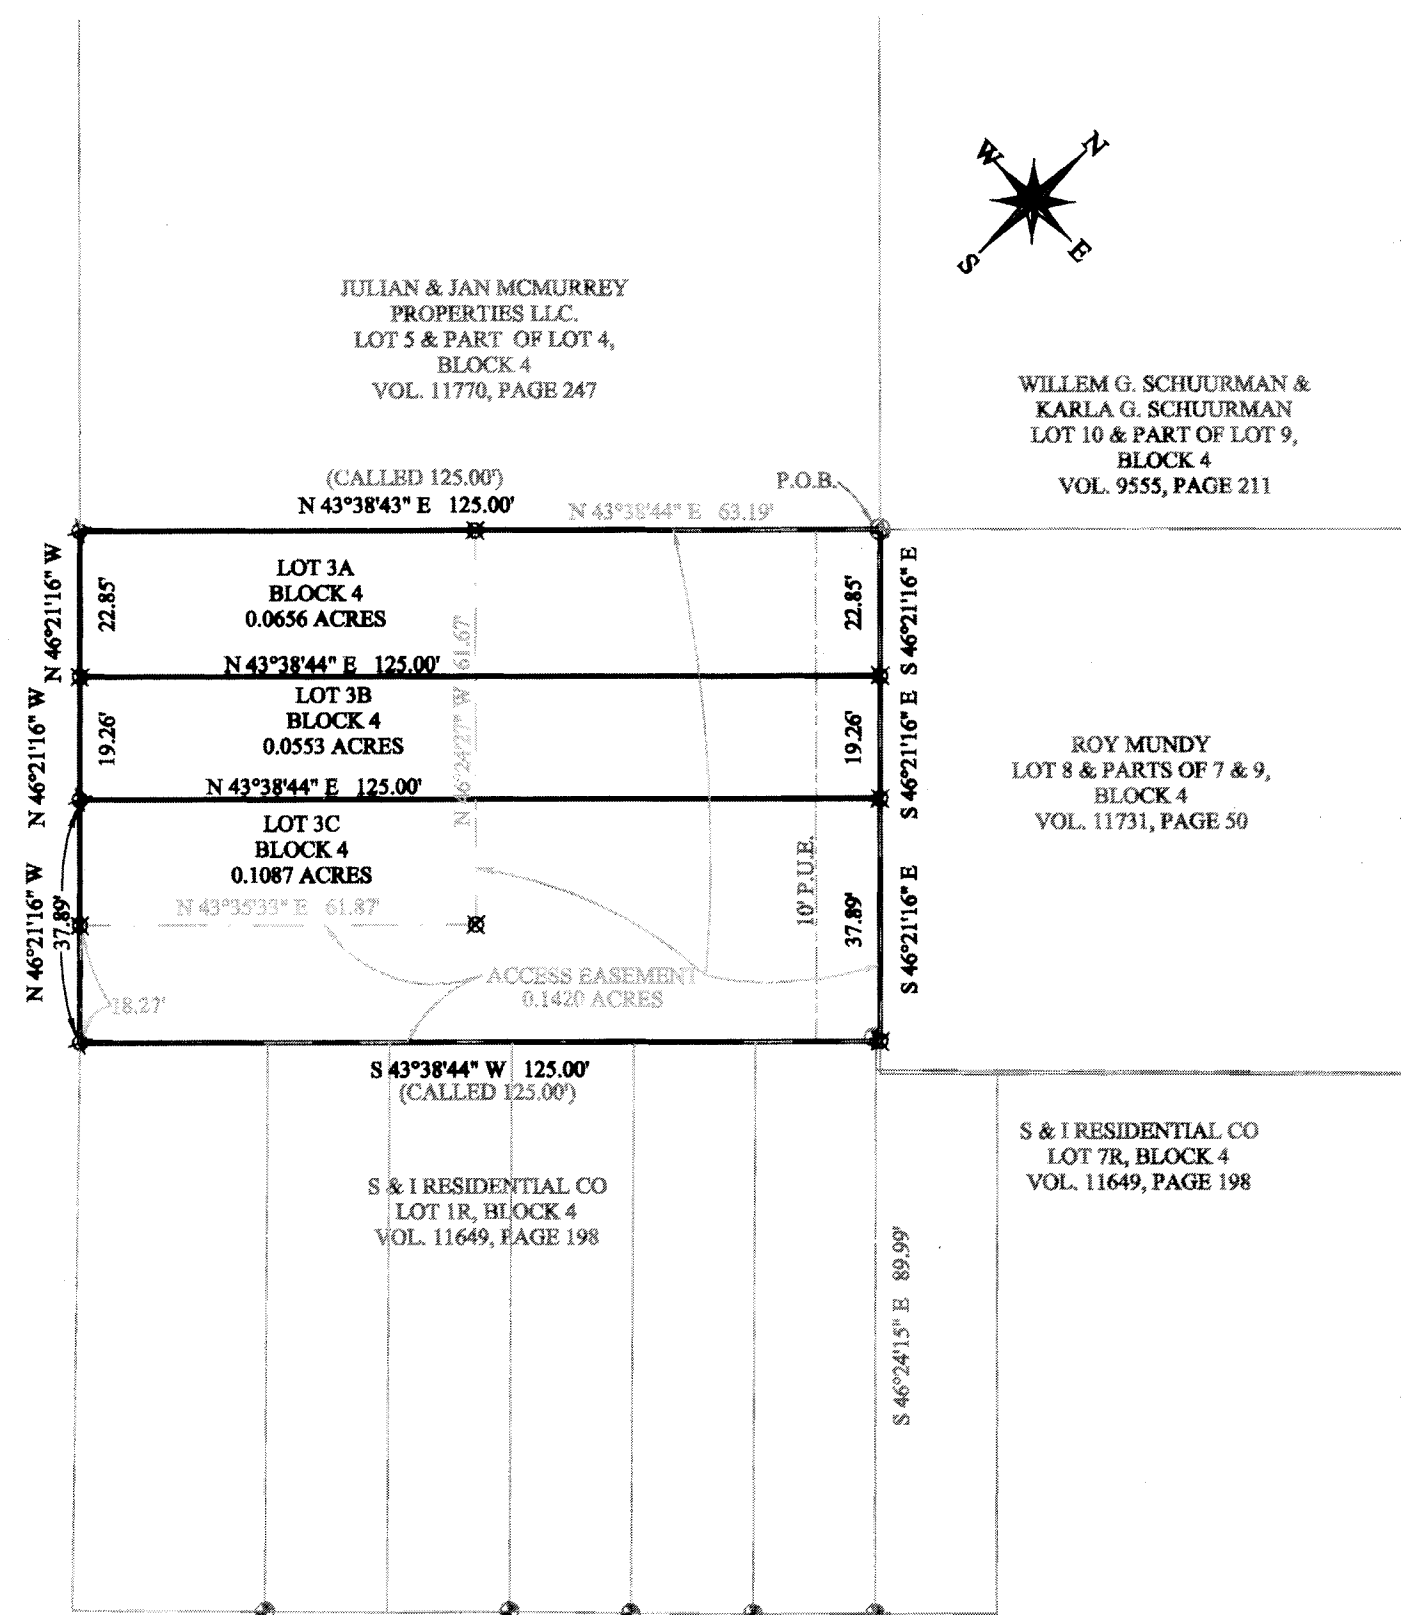 W
N
S
E
JULIAN & JAN MCMURREY
PROPERTIES LLC.
LOT 5 & PART OF LOT 4,
BLOCK 4
VOL. 11770, PAGE 247
WILLEM G. SCHUURMAN &
KARLA G. SCHUURMAN
LOT 10 & PART OF LOT 9,
BLOCK 4
VOL. 9555, PAGE 211
(CALLED 125.00')
N 43°38'43" E 125.00'
N 43°38'44" E 63.19'
P.O.B.
N 46°21'16" W
22.85'
LOT 3A
BLOCK 4
0.0656 ACRES
N 46°24'27" W 61.67'
22.85'
S 46°21'16" E
N 43°38'44" E 125.00'
N 46°21'16" W
19.26'
LOT 3B
BLOCK 4
0.0553 ACRES
19.26'
S 46°21'16" E
N 43°38'44" E 125.00'
ROY MUNDY
LOT 8 & PARTS OF 7 & 9,
BLOCK 4
VOL. 11731, PAGE 50
N 46°21'16" W
37.89'
LOT 3C
BLOCK 4
0.1087 ACRES
N 43°35'33" E 61.87'
10' P.U.E.
37.89'
S 46°21'16" E
ACCESS EASEMENT
0.1420 ACRES
18.27'
S 43°38'44" W 125.00'
(CALLED 125.00')
S & I RESIDENTIAL CO
LOT 7R, BLOCK 4
VOL. 11649, PAGE 198
S & I RESIDENTIAL CO
LOT 1R, BLOCK 4
VOL. 11649, PAGE 198
S 46°24'15" E 89.99'